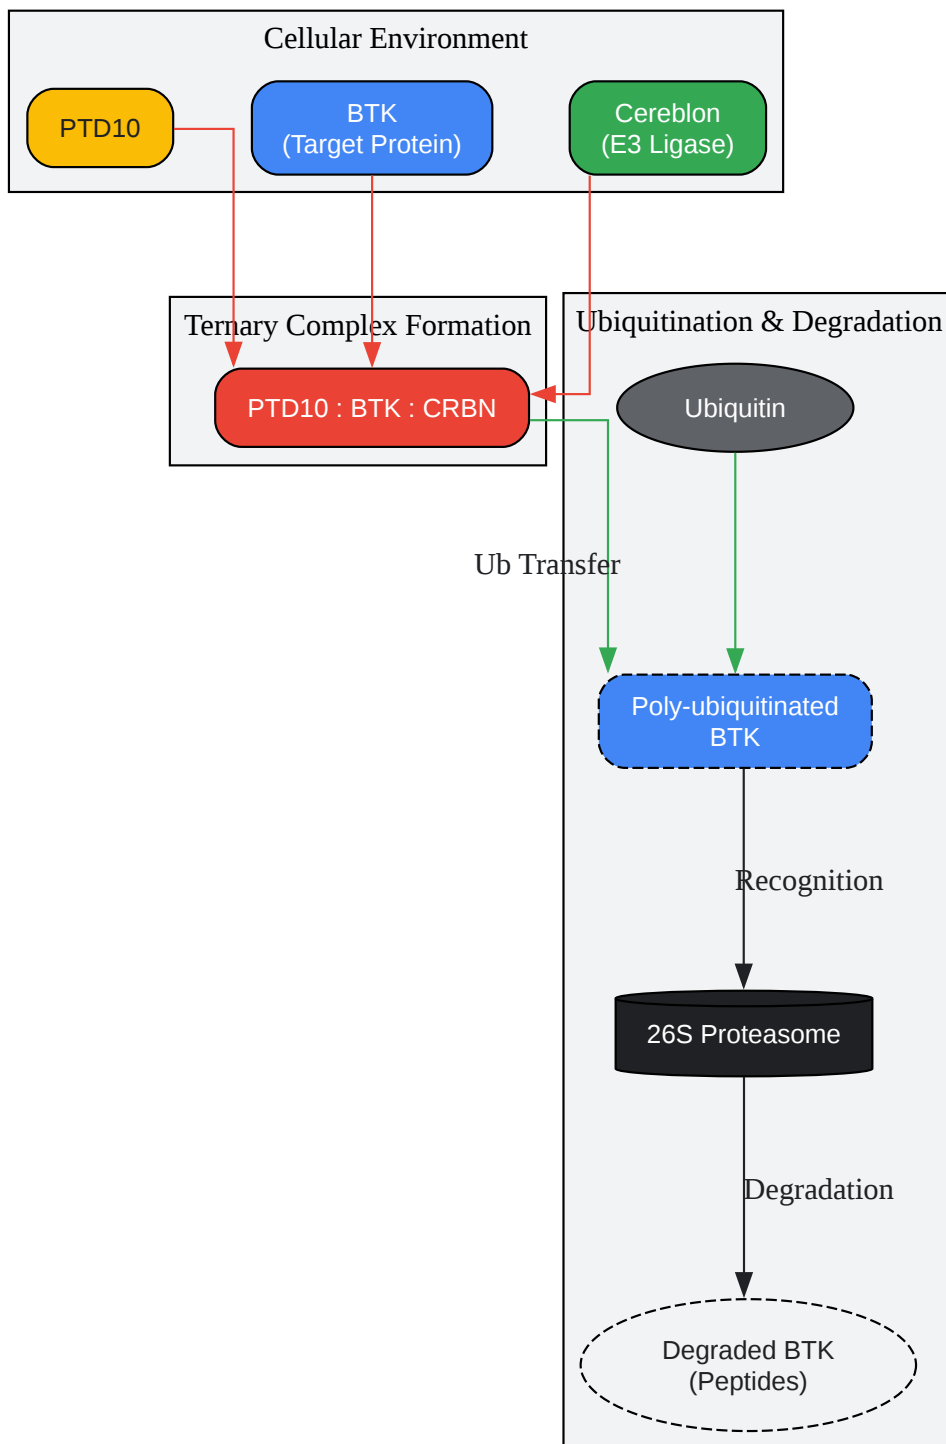 Cellular Environment
PTD10
BTK
(Target Protein)
Cereblon
(E3 Ligase)
Ternary Complex Formation
PTD10 : BTK : CRBN
Ubiquitination & Degradation
Ubiquitin
Ub Transfer
Poly-ubiquitinated
BTK
Recognition
26S Proteasome
Degradation
Degraded BTK
(Peptides)